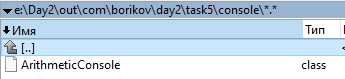 e:\Day2\out\com\borikov\day2\task5\console\*.*
Имя Тип
[..]
ArithmeticConsole class